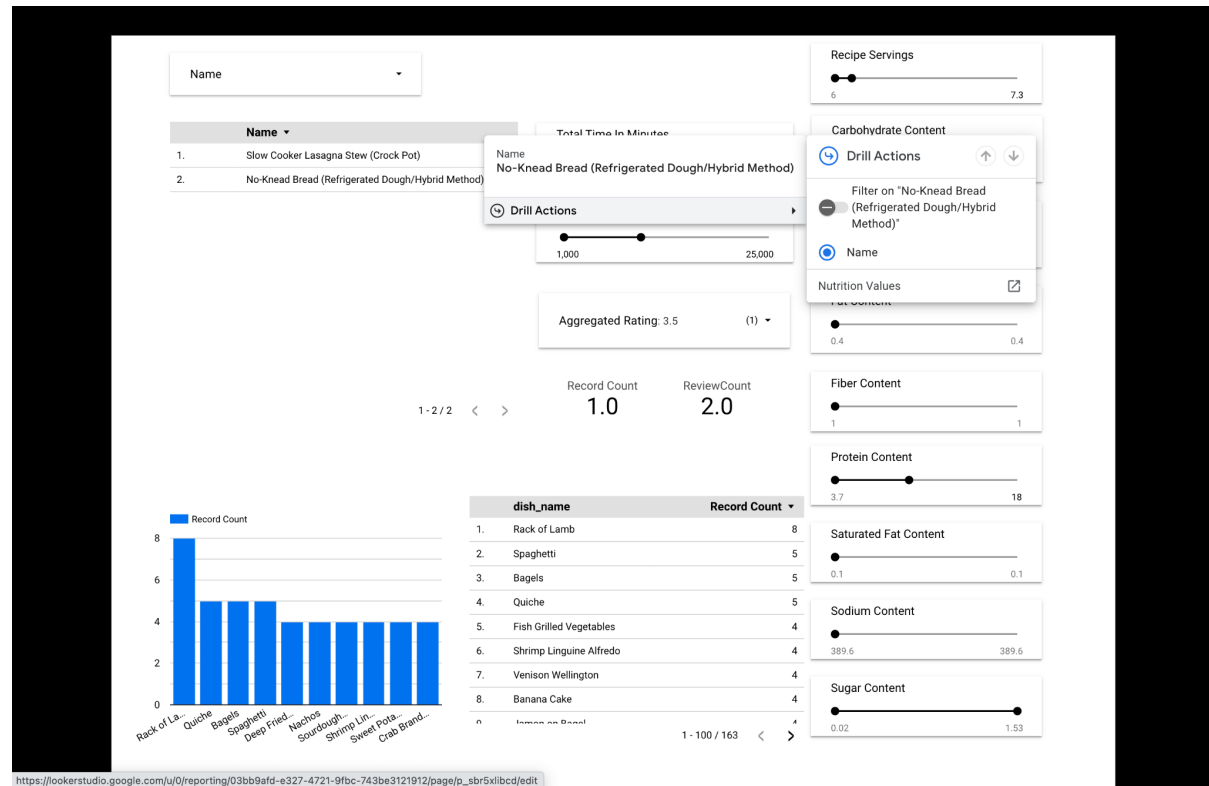 Name
Recipe Servings
6 7.3
Name
1. Slow Cooker Lasagna Stew (Crock Pot)
2. No-Knead Bread (Refrigerated Dough/Hybrid Method)
Total Time In Minutes
Name
No-Knead Bread (Refrigerated Dough/Hybrid Method)
Drill Actions
1,000 25,000
Carbohydrate Content
Drill Actions
Filter on "No-Knead Bread
(Refrigerated Dough/Hybrid
Method)"
Name
Nutrition Values
Fat Content
0.4 0.4
Aggregated Rating: 3.5 (1)
Record Count ReviewCount
1.0 2.0
1 - 2 / 2
Fiber Content
1 1
Protein Content
3.7 18
Saturated Fat Content
0.1 0.1
Sodium Content
389.6 389.6
Sugar Content
0.02 1.53
Record Count
8
6
4
2
0
Rack of La...
Quiche
Bagels
Spaghetti
Deep Fried...
Nachos
Sourdough...
Shrimp Lin...
Sweet Pota...
Crab Brand...
dish_name Record Count
1. Rack of Lamb 8
2. Spaghetti 5
3. Bagels 5
4. Quiche 5
5. Fish Grilled Vegetables 4
6. Shrimp Linguine Alfredo 4
7. Venison Wellington 4
8. Banana Cake 4
1 - 100 / 163
https://lookerstudio.google.com/u/0/reporting/03bb9afd-e327-4721-9fbc-743be3121912/page/p_sbr5xlibcd/edit